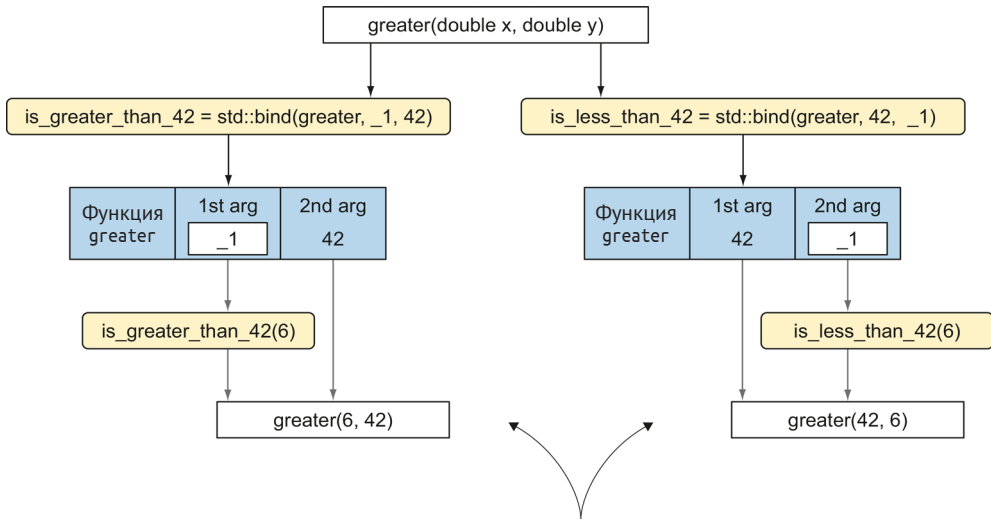 greater(double x, double y)
is_greater_than_42 = std::bind(greater, _1, 42)
is_less_than_42 = std::bind(greater, 42, _1)
Функция
greater
1st arg
_1
2nd arg
42
Функция
greater
1st arg
42
2nd arg
_1
is_greater_than_42(6)
is_less_than_42(6)
greater(6, 42)
greater(42, 6)